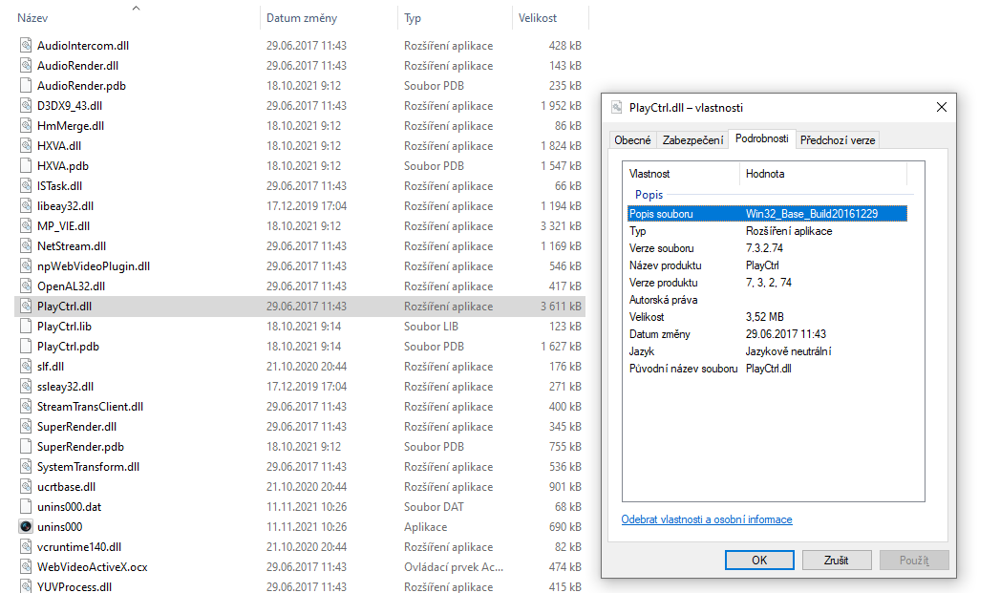 Název Datum změny Typ Velikost
AudioIntercom.dll 29.06.2017 11:43 Rozšíření aplikace 428 kB
AudioRender.dll 29.06.2017 11:43 Rozšíření aplikace 143 kB
AudioRender.pdb 18.10.2021 9:12 Soubor PDB 235 kB
D3DX9_43.dll 29.06.2017 11:43 Rozšíření aplikace 1 952 kB
HmMerge.dll 18.10.2021 9:12 Rozšíření aplikace 86 kB
HXVA.dll 18.10.2021 9:12 Rozšíření aplikace 1 824 kB
HXVA.pdb 18.10.2021 9:12 Soubor PDB 1 547 kB
ISTask.dll 29.06.2017 11:43 Rozšíření aplikace 66 kB
libeay32.dll 17.12.2019 17:04 Rozšíření aplikace 1 194 kB
MP_VIE.dll 18.10.2021 9:12 Rozšíření aplikace 3 321 kB
NetStream.dll 29.06.2017 11:43 Rozšíření aplikace 1 169 kB
npWebVideoPlugin.dll 29.06.2017 11:43 Rozšíření aplikace 546 kB
OpenAL32.dll 29.06.2017 11:43 Rozšíření aplikace 417 kB
PlayCtrl.dll 29.06.2017 11:43 Rozšíření aplikace 3 611 kB
PlayCtrl.lib 18.10.2021 9:14 Soubor LIB 123 kB
PlayCtrl.pdb 18.10.2021 9:14 Soubor PDB 1 627 kB
slf.dll 21.10.2020 20:44 Rozšíření aplikace 176 kB
ssleay32.dll 17.12.2019 17:04 Rozšíření aplikace 271 kB
StreamTransClient.dll 29.06.2017 11:43 Rozšíření aplikace 400 kB
SuperRender.dll 29.06.2017 11:43 Rozšíření aplikace 345 kB
SuperRender.pdb 18.10.2021 9:12 Soubor PDB 755 kB
SystemTransform.dll 29.06.2017 11:43 Rozšíření aplikace 536 kB
ucrtbase.dll 21.10.2020 20:44 Rozšíření aplikace 901 kB
unins000.dat 11.11.2021 10:26 Soubor DAT 68 kB
unins000 11.11.2021 10:26 Aplikace 690 kB
vcruntime140.dll 21.10.2020 20:44 Rozšíření aplikace 82 kB
WebVideoActiveX.ocx 29.06.2017 11:43 Ovládací prvek Ac... 474 kB
YUVProcess.dll 29.06.2017 11:43 Rozšíření aplikace 415 kB
PlayCtrl.dll – vlastnosti
Obecné Zabezpečení Podrobnosti Předchozí verze
Vlastnost Hodnota
Popis
Popis souboru Win32_Base_Build20161229
Typ Rozšíření aplikace
Verze souboru 7.3.2.74
Název produktu PlayCtrl
Verze produktu 7, 3, 2, 74
Autorská práva
Velikost 3,52 MB
Datum změny 29.06.2017 11:43
Jazyk Jazykově neutrální
Původní název souboru PlayCtrl.dll
Odebrat vlastnosti a osobní informace
OK Zrušit Použít